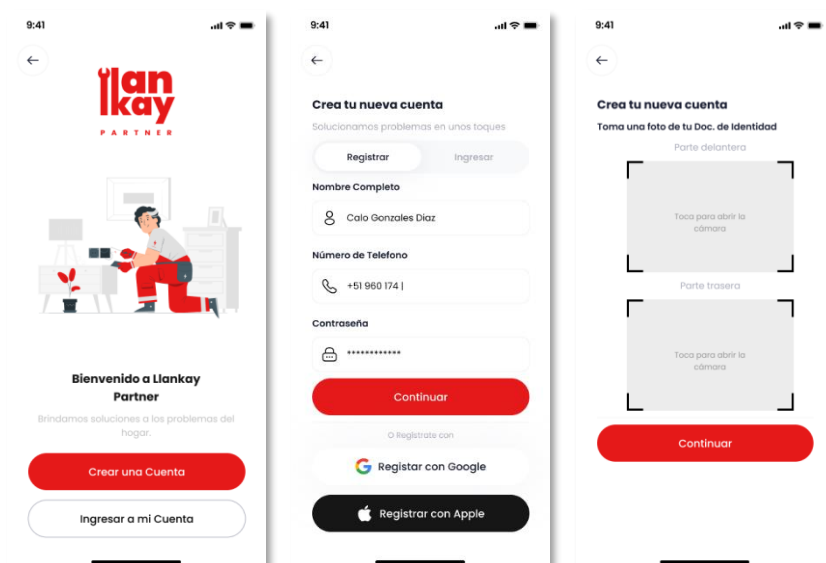 9:41
llan
kay
PARTNER
Bienvenido a Llankay
Partner
Brindamos soluciones a los problemas del
hogar.
Crear una Cuenta
Ingresar a mi Cuenta
9:41
Crea tu nueva cuenta
Solucionamos problemas en unos toques
Registrar
Ingresar
Nombre Completo
Calo Gonzales Diaz
Número de Telefono
+51 960 174 |
Contraseña
************
Continuar
O Registrate con
Registar con Google
Registrar con Apple
9:41
Crea tu nueva cuenta
Toma una foto de tu Doc. de Identidad
Parte delantera
Toca para abrir la
cámara
Parte trasera
Toca para abrir la
cámara
Continuar